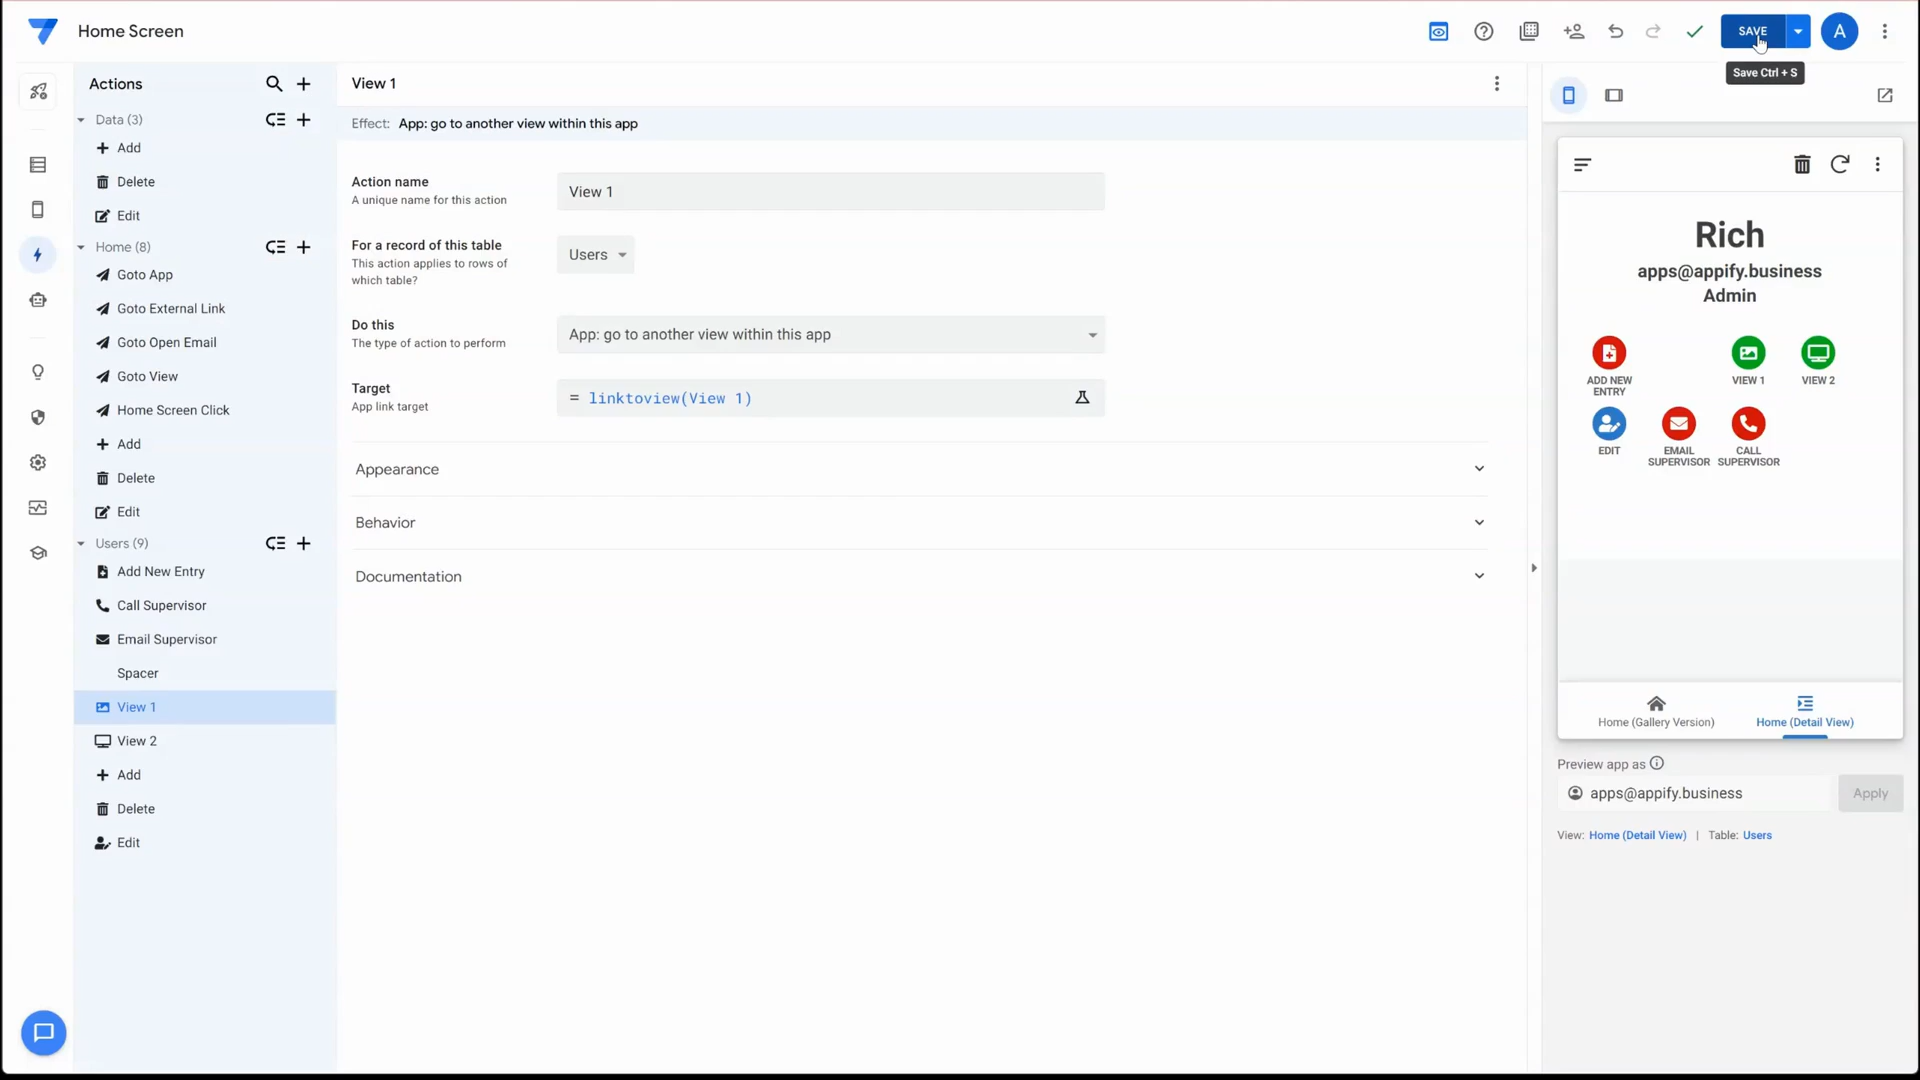 Home Screen
SAVE
A
Save Ctrl + S
Actions
Data (3)
Add
Delete
Edit
Home (8)
Goto App
Goto External Link
Goto Open Email
Goto View
Home Screen Click
Add
Delete
Edit
Users (9)
Add New Entry
Call Supervisor
Email Supervisor
Spacer
View 1
View 2
Add
Delete
Edit
View 1
Effect: App: go to another view within this app
Action name
A unique name for this action
View 1
For a record of this table
This action applies to rows of
which table?
Users
Do this
The type of action to perform
App: go to another view within this app
Target
App link target
= linktoview(View 1)
Appearance
Behavior
Documentation
Rich
apps@appify.business
Admin
ADD NEW
ENTRY
VIEW 1
VIEW 2
EDIT
EMAIL
SUPERVISOR
CALL
SUPERVISOR
Home (Gallery Version)
Home (Detail View)
Preview app as
apps@appify.business
Apply
View: Home (Detail View) | Table: Users